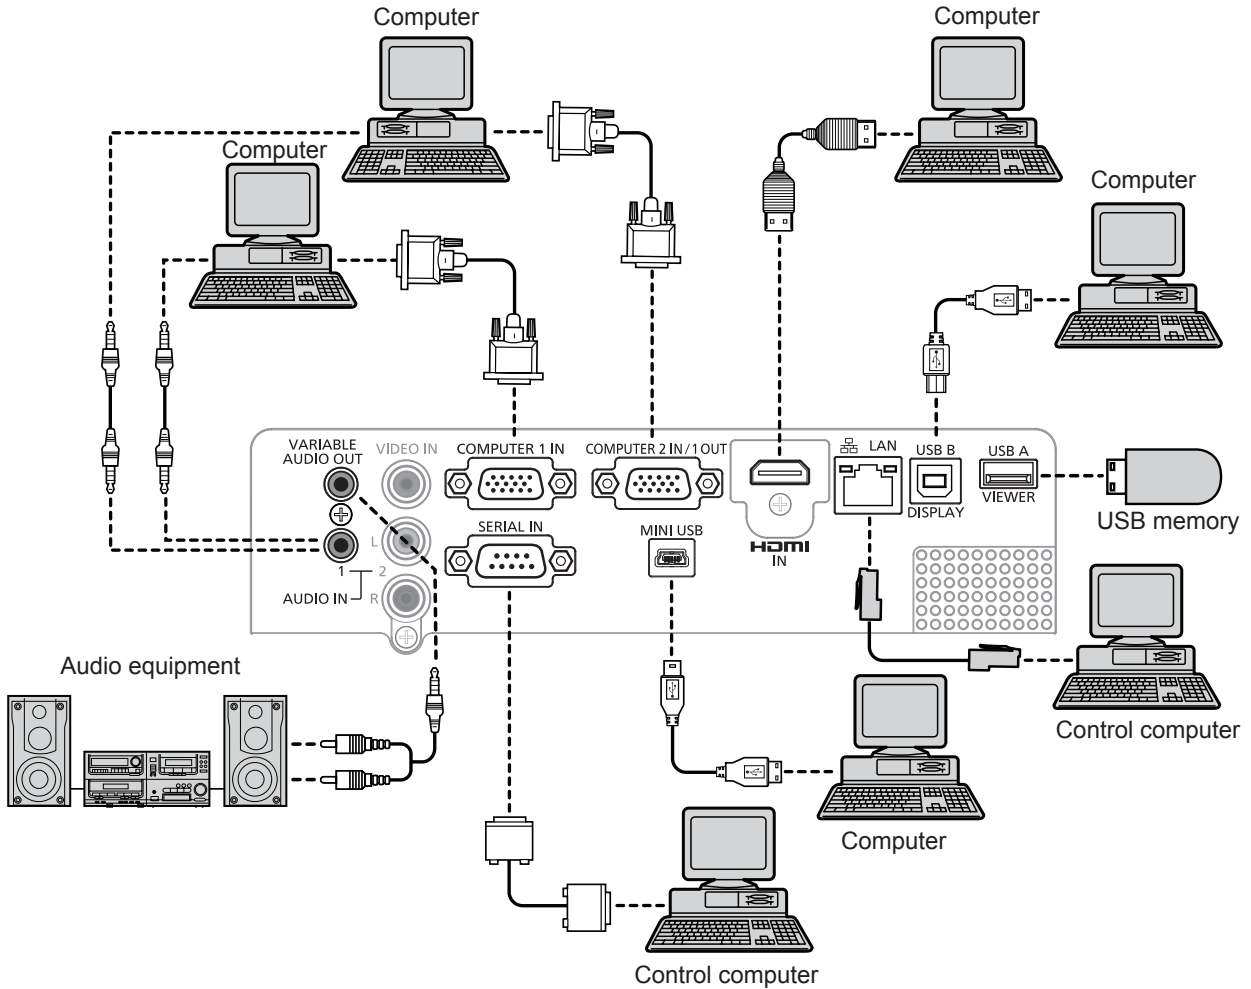 Computer
Computer
Computer
Computer
VARIABLE
AUDIO OUT
VIDEO IN
COMPUTER 1 IN
COMPUTER 2 IN / 1 OUT
LAN
USB B
USB A
DISPLAY
VIEWER
USB memory
SERIAL IN
MINI USB
HDMI
IN
L
1
2
AUDIO IN
R
Audio equipment
Control computer
Computer
Control computer